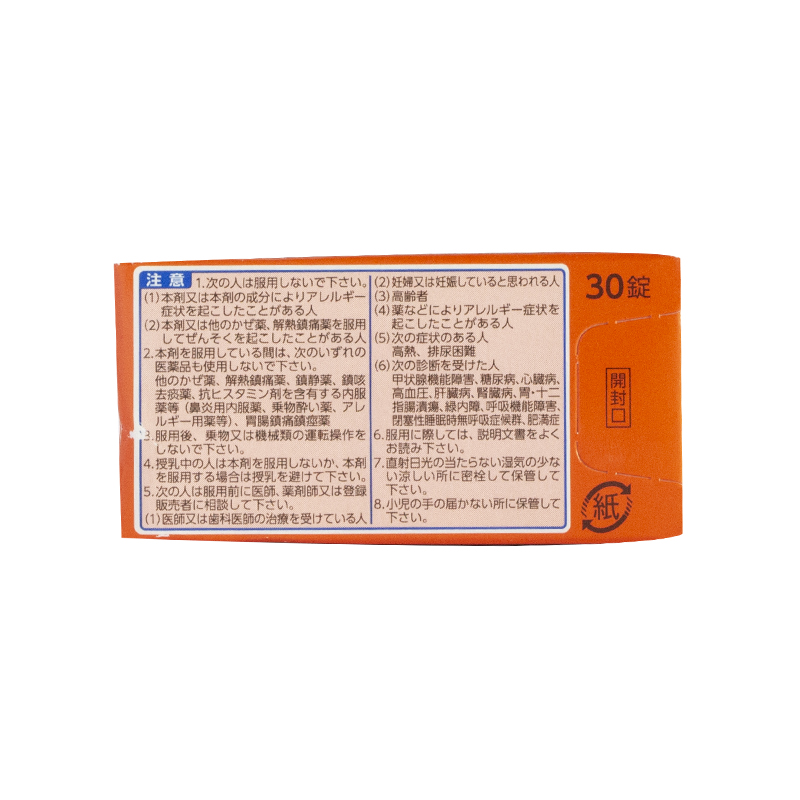 注意 1.次の人は服用しないで下さい。
(1)本剤又は本剤の成分によりアレルギー
症状を起こしたことがある人
(2)本剤又は他のかぜ薬、解熱鎮痛薬を服用
してぜんそくを起こしたことがある人
2.本剤を服用している間は、次のいずれの
医薬品も使用しないで下さい。
他のかぜ薬、解熱鎮痛薬、鎮静薬、鎮咳
去痰薬、抗ヒスタミン剤を含有する内服
薬等(鼻炎用内服薬、乗物酔い薬、アレ
ルギー用薬等)、胃腸鎮痛鎮痙薬
3.服用後、乗物又は機械類の運転操作を
しないで下さい。
4.授乳中の人は本剤を服用しないか、本剤
を服用する場合は授乳を避けて下さい。
5.次の人は服用前に医師、薬剤師又は登録
販売者に相談して下さい。
(1)医師又は歯科医師の治療を受けている人
(2)妊婦又は妊娠していると思われる人
(3)高齢者
(4)薬などによりアレルギー症状を
起こしたことがある人
(5)次の症状のある人
高熱、排尿困難
(6)次の診断を受けた人
甲状腺機能障害、糖尿病、心臓病、
高血圧、肝臓病、腎臓病、胃・十二
指腸潰瘍、緑内障、呼吸機能障害、
閉塞性睡眠時無呼吸症候群、肥満症
6.服用に際しては、説明文書をよく
お読み下さい。
7.直射日光の当たらない湿気の少な
い涼しい所に密栓して保管して
下さい。
8.小児の手の届かない所に保管して
下さい。
30錠
開封口
紙